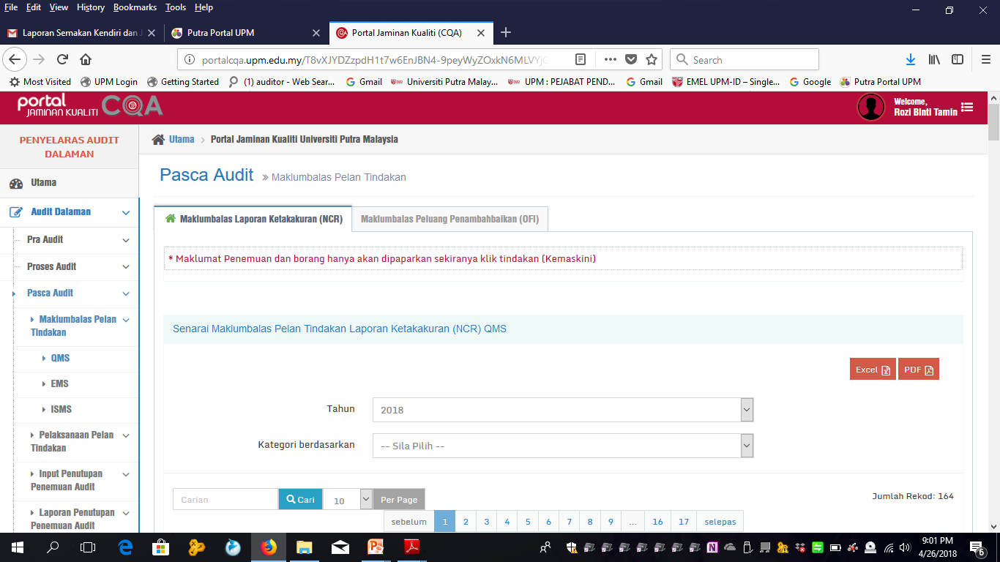 File Edit View History Bookmarks Tools Help
Laporan Semakan Kendiri dan
Putra Portal UPM
Portal Jaminan Kualiti (CQA)
portalcqa.upm.edu.my/T8vXJYDZzpdH1t7w6EnJBN4-9peyWyZOxkN6MLVYj
Search
Most Visited UPM Login Getting Started (1) auditor - Web Sear... Gmail Universiti Putra Malay... UPM : PEJABAT PEND... Gmail EMEL UPM-ID – Single... Google Putra Portal UPM
portal
JAMINAN KUALITI CQA
Welcome,
Rozi Binti Tamin
PENYELARAS AUDIT
DALAMAN
Utama
Audit Dalaman
Pra Audit
Proses Audit
Pasca Audit
Maklumbalas Pelan
Tindakan
QMS
EMS
ISMS
Pelaksanaan Pelan
Tindakan
Input Penutupan
Penemuan Audit
Laporan Penutupan
Penemuan Audit
Utama > Portal Jaminan Kualiti Universiti Putra Malaysia
Pasca Audit » Maklumbalas Pelan Tindakan
Maklumbalas Laporan Ketakakuran (NCR)
Maklumbalas Peluang Penambahbaikan (OFI)
* Maklumat Penemuan dan borang hanya akan dipaparkan sekiranya klik tindakan (Kemaskini)
Senarai Maklumbalas Pelan Tindakan Laporan Ketakakuran (NCR) QMS
Excel PDF
Tahun 2018
Kategori berdasarkan -- Sila Pilih --
Carian Cari 10 Per Page
Jumlah Rekod: 164
sebelum 1 2 3 4 5 6 7 8 9 ... 16 17 selepas
9:01 PM
4/26/2018
6